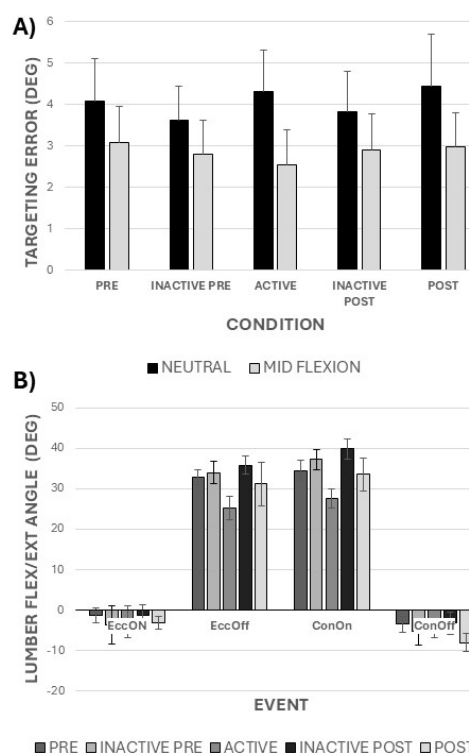 A)
TARGETING ERROR (DEG)
6
5
4
3
2
1
0
PRE
INACTIVE PRE
ACTIVE
INACTIVE
POST
POST
CONDITION
NEUTRAL
MID FLEXION
B)
LUMBER FLEX/EXT ANGLE (DEG)
50
40
30
20
10
0
-10
-20
EccON
EccOff
ConOn
ConOff
EVENT
PRE
INACTIVE PRE
ACTIVE
INACTIVE POST
POST